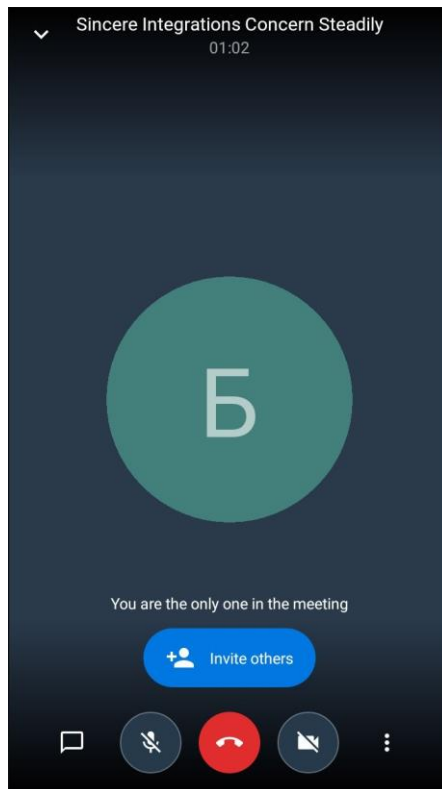 Sincere Integrations Concern Steadily
01:02
Б
You are the only one in the meeting
Invite others